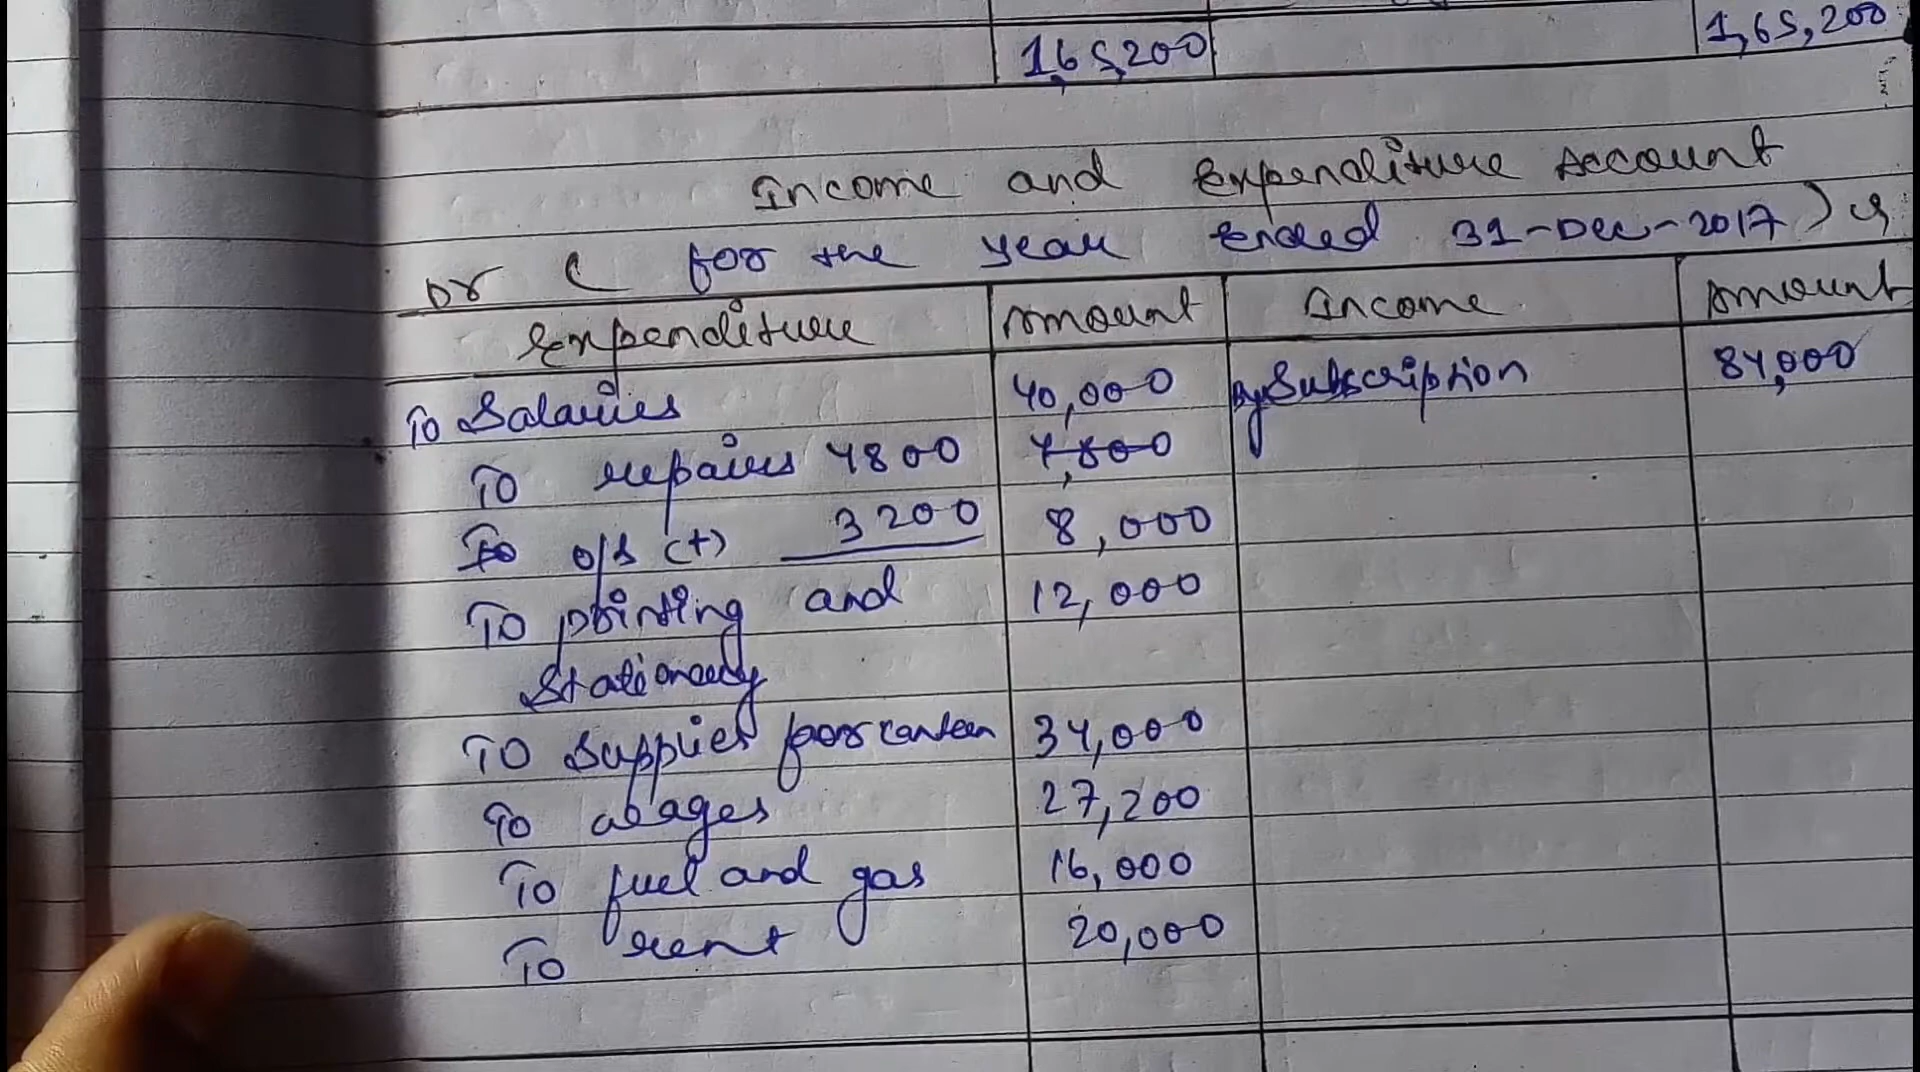 1,65,200 1,65,200
Income and Expenditure Account
Dr ( for the year ended 31-Dec-2017) Cr
Expenditure Amount Income Amount
To Salaries 40,000 By Subscription 84,000
To repairs 4800 4,800
To o/s (+) 3200 8,000
To printing and 12,000
Stationery
To Supplies for canteen 34,000
To wages 27,200
To fuel and gas 16,000
To rent 20,000